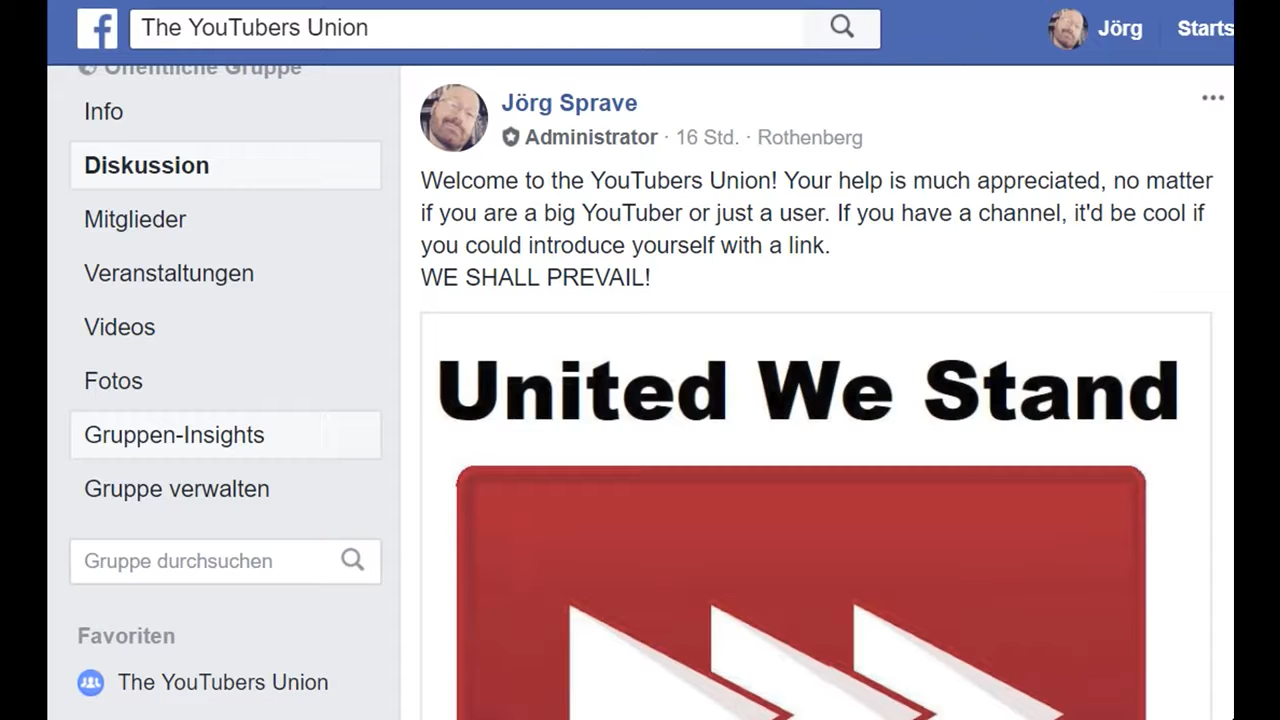 The YouTubers Union
Jörg
Starts
Öffentliche Gruppe
Info
Diskussion
Mitglieder
Veranstaltungen
Videos
Fotos
Gruppen-Insights
Gruppe verwalten
Gruppe durchsuchen
Favoriten
The YouTubers Union
Jörg Sprave
Administrator · 16 Std. · Rothenberg
Welcome to the YouTubers Union! Your help is much appreciated, no matter
if you are a big YouTuber or just a user. If you have a channel, it'd be cool if
you could introduce yourself with a link.
WE SHALL PREVAIL!
United We Stand